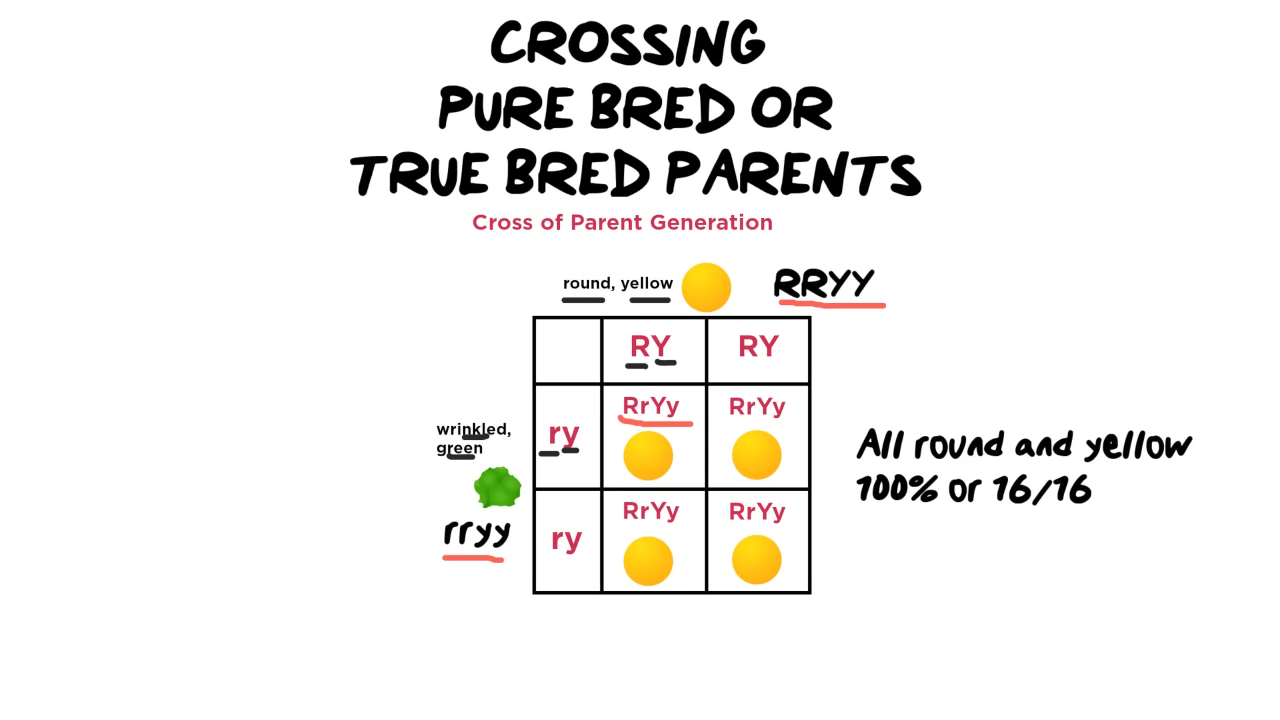 CROSSING
PURE BRED OR
TRUE BRED PARENTS
Cross of Parent Generation
round, yellow
RRYY
RY RY
wrinkled,
green
ry
RrYy RrYy
All round and yellow
100% or 16/16
rryy
ry
RrYy RrYy